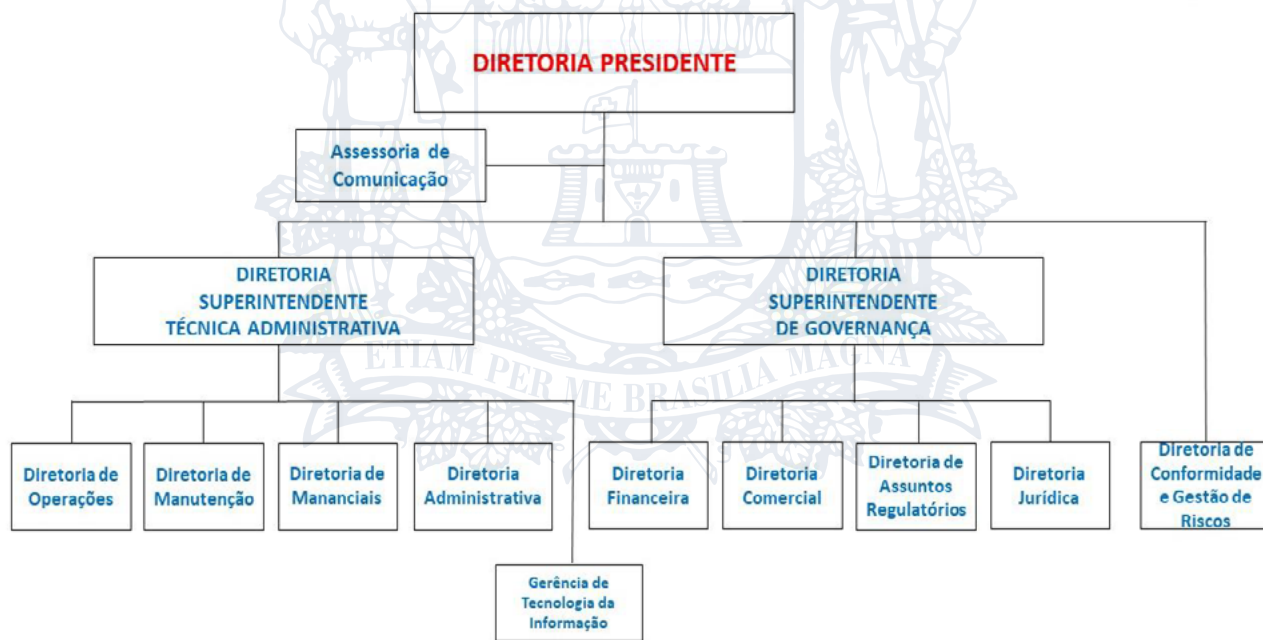 DIRETORIA PRESIDENTE
Assessoria de
Comunicação
DIRETORIA
SUPERINTENDENTE
TÉCNICA ADMINISTRATIVA
DIRETORIA
SUPERINTENDENTE
DE GOVERNANÇA
ETIAM PER ME BRASILIA MAGNA
Diretoria de
Operações
Diretoria de
Manutenção
Diretoria de
Mananciais
Diretoria
Administrativa
Diretoria
Financeira
Diretoria
Comercial
Diretoria de
Assuntos
Regulatórios
Diretoria
Jurídica
Diretoria de
Conformidade
e Gestão de
Riscos
Gerência de
Tecnologia da
Informação